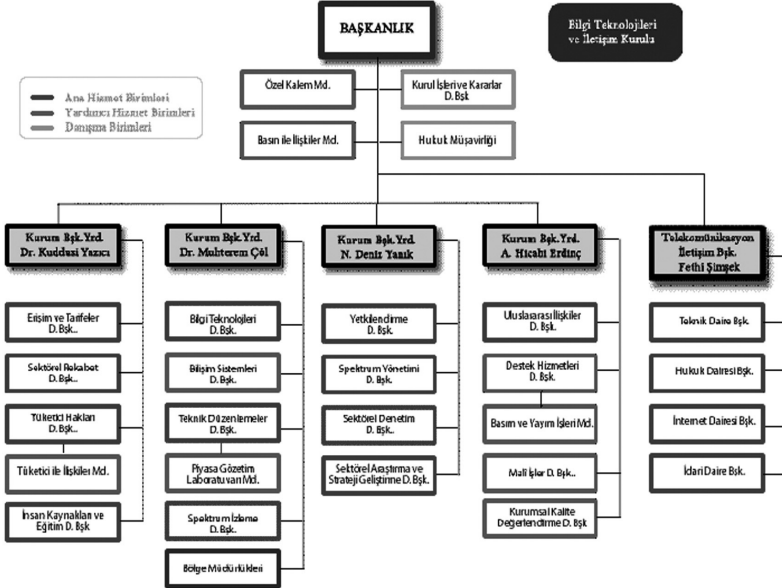 BAŞKANLIK
Bilgi Teknolojileri
ve İletişim Kurulu
Ana Hizmet Birimleri
Yardımcı Hizmet Birimleri
Danışma Birimleri
Özel Kalem Md.
Kurul İşleri ve Kararlar
D. Bşk
Basın ile İlişkiler Md.
Hukuk Müşavirliği
Kurum Bşk.Yrd.
Dr. Kuddusi Yazıcı
Kurum Bşk.Yrd.
Dr. Muhterem Çöl
Kurum Bşk.Yrd.
N. Deniz Yanık
Kurum Bşk.Yrd.
A. Hicabi Erdinç
Telekomünikasyon
İletişim Bşk.
Fethi Şimşek
Erişim ve Tarifeler
D. Bşk..
Sektörel Rekabet
D. Bşk..
Tüketici Hakları
D. Bşk..
Tüketici ile İlişkiler Md.
İnsan Kaynakları ve
Eğitim D. Bşk
Bilgi Teknolojileri
D. Bşk.
Bilişim Sistemleri
D. Bşk.
Teknik Düzenlemeler
D. Bşk.
Piyasa Gözetim
Laboratuvarı Md.
Spektrum İzleme
D. Bşk.
Bölge Müdürlükleri
Yetkilendirme
D. Bşk.
Spektrum Yönetimi
D. Bşk.
Sektörel Denetim
D. Bşk..
Sektörel Araştırma ve
Strateji Geliştirme D. Bşk.
Uluslararası İlişkiler
D. Bşk.
Destek Hizmetleri
D. Bşk.
Basım ve Yayım İşleri Md.
Mali İşler D. Bşk..
Kurumsal Kalite
Değerlendirme D. Bşk
Teknik Daire Bşk.
Hukuk Dairesi Bşk.
İnternet Dairesi Bşk.
İdari Daire Bşk.